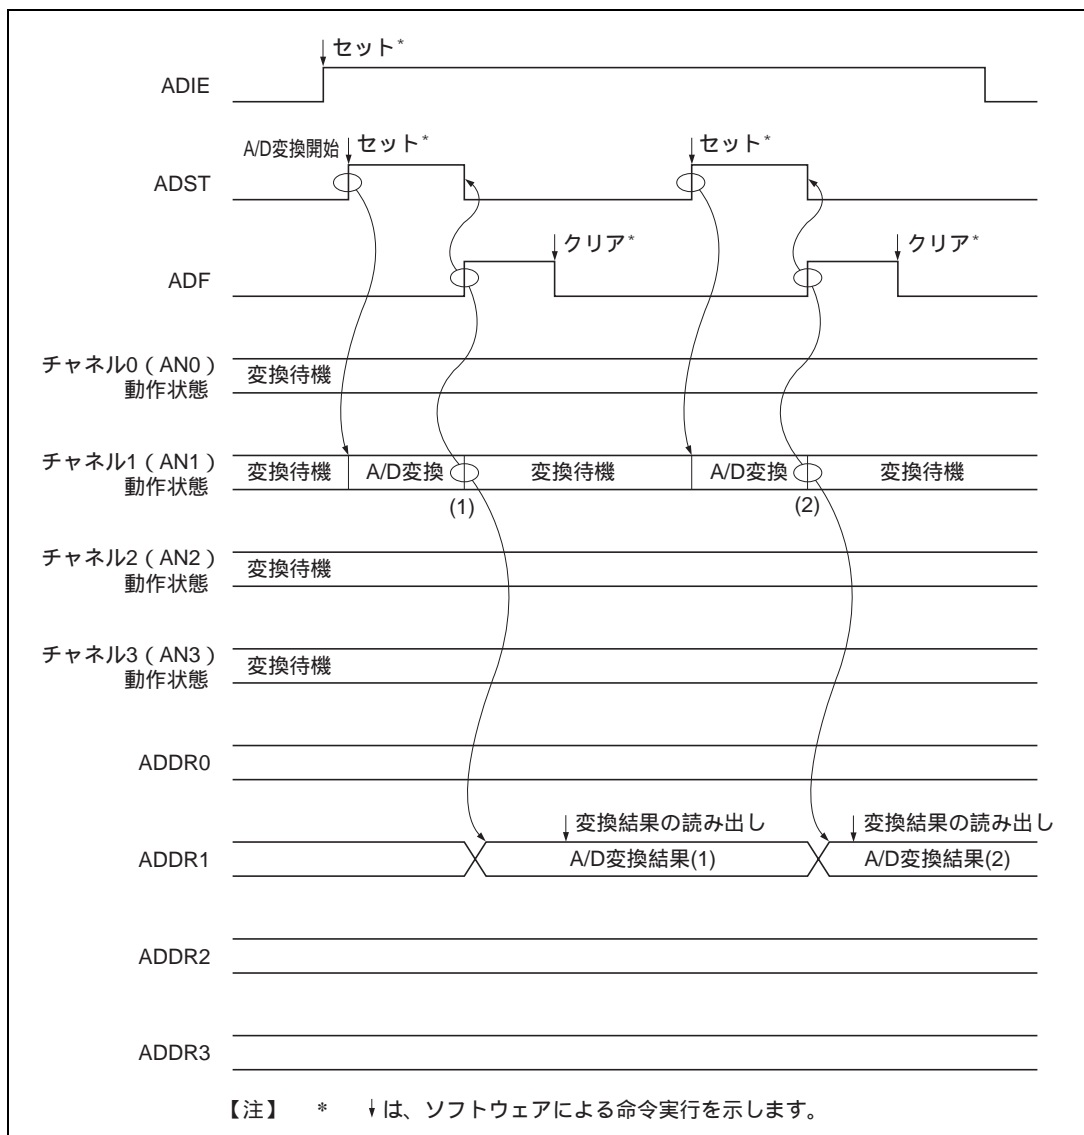 ↓セット*
ADIE
A/D変換開始 ↓セット* ↓セット*
ADST
↓クリア* ↓クリア*
ADF
チャネル0（AN0）
動作状態
変換待機
チャネル1（AN1）
動作状態
変換待機 A/D変換 変換待機 A/D変換 変換待機
(1) (2)
チャネル2（AN2）
動作状態
変換待機
チャネル3（AN3）
動作状態
変換待機
ADDR0
↓変換結果の読み出し ↓変換結果の読み出し
ADDR1 A/D変換結果(1) A/D変換結果(2)
ADDR2
ADDR3
【注】 * ↓は、ソフトウェアによる命令実行を示します。